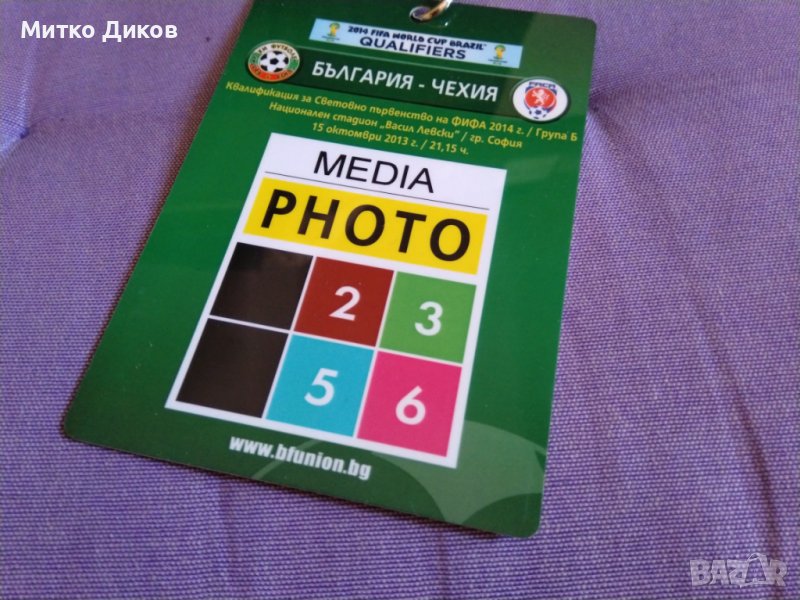 Митко Диков
2014 FIFA WORLD CUP BRAZIL
QUALIFIERS
БЪЛГАРИЯ - ЧЕХИЯ
Квалификация за Световно първенство на ФИФА 2014 г. / Група Б
Национален стадион „Васил Левски" / гр. София
15 октомври 2013 г. / 21,15 ч.
MEDIA
PHOTO
2 3
5 6
www.bfunion.bg
BAZAR